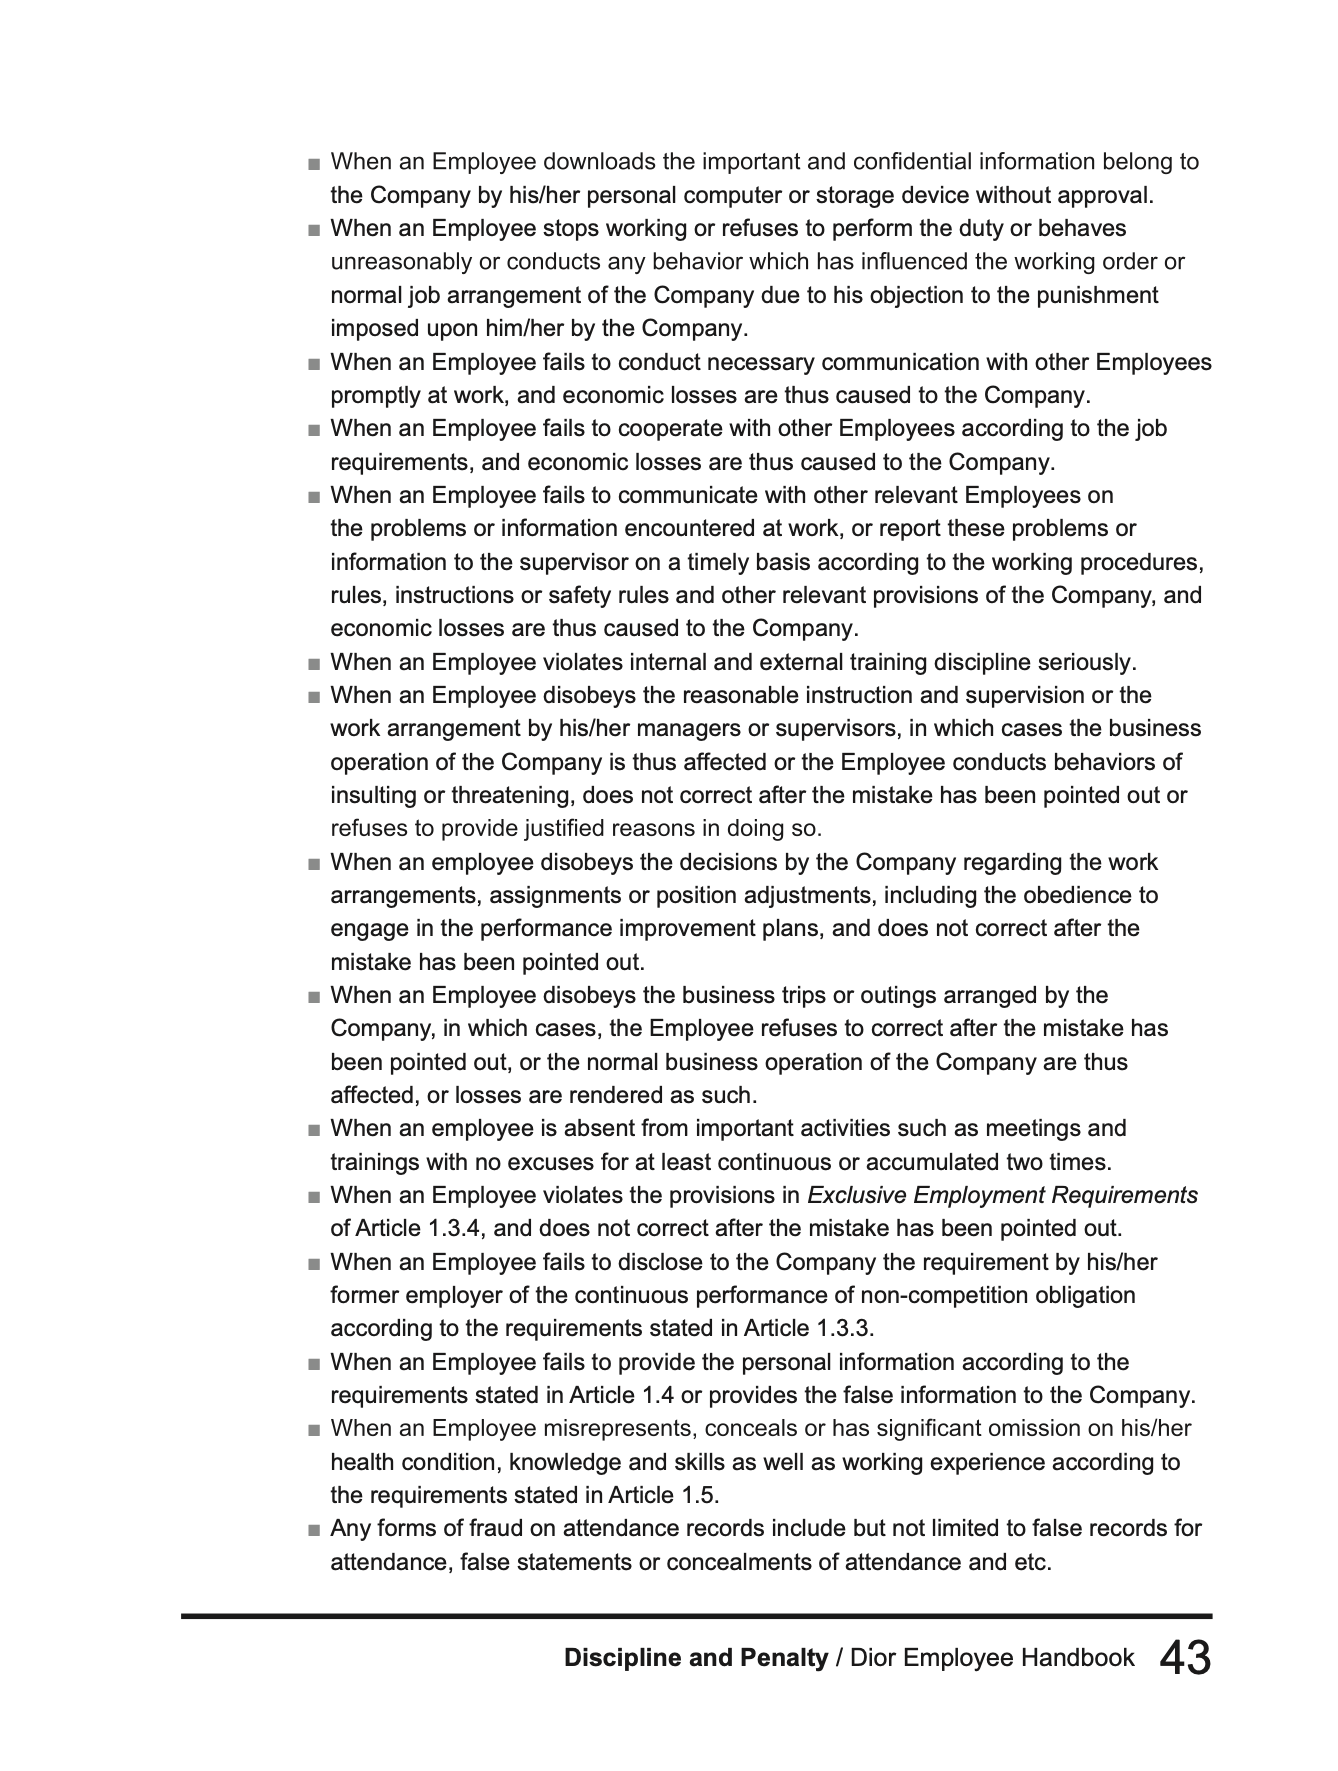 ■ When an Employee downloads the important and confidential information belong to
the Company by his/her personal computer or storage device without approval.
■ When an Employee stops working or refuses to perform the duty or behaves
unreasonably or conducts any behavior which has influenced the working order or
normal job arrangement of the Company due to his objection to the punishment
imposed upon him/her by the Company.
■ When an Employee fails to conduct necessary communication with other Employees
promptly at work, and economic losses are thus caused to the Company.
■ When an Employee fails to cooperate with other Employees according to the job
requirements, and economic losses are thus caused to the Company.
■ When an Employee fails to communicate with other relevant Employees on
the problems or information encountered at work, or report these problems or
information to the supervisor on a timely basis according to the working procedures,
rules, instructions or safety rules and other relevant provisions of the Company, and
economic losses are thus caused to the Company.
■ When an Employee violates internal and external training discipline seriously.
■ When an Employee disobeys the reasonable instruction and supervision or the
work arrangement by his/her managers or supervisors, in which cases the business
operation of the Company is thus affected or the Employee conducts behaviors of
insulting or threatening, does not correct after the mistake has been pointed out or
refuses to provide justified reasons in doing so.
■ When an employee disobeys the decisions by the Company regarding the work
arrangements, assignments or position adjustments, including the obedience to
engage in the performance improvement plans, and does not correct after the
mistake has been pointed out.
■ When an Employee disobeys the business trips or outings arranged by the
Company, in which cases, the Employee refuses to correct after the mistake has
been pointed out, or the normal business operation of the Company are thus
affected, or losses are rendered as such.
■ When an employee is absent from important activities such as meetings and
trainings with no excuses for at least continuous or accumulated two times.
■ When an Employee violates the provisions in Exclusive Employment Requirements
of Article 1.3.4, and does not correct after the mistake has been pointed out.
■ When an Employee fails to disclose to the Company the requirement by his/her
former employer of the continuous performance of non-competition obligation
according to the requirements stated in Article 1.3.3.
■ When an Employee fails to provide the personal information according to the
requirements stated in Article 1.4 or provides the false information to the Company.
■ When an Employee misrepresents, conceals or has significant omission on his/her
health condition, knowledge and skills as well as working experience according to
the requirements stated in Article 1.5.
■ Any forms of fraud on attendance records include but not limited to false records for
attendance, false statements or concealments of attendance and etc.
Discipline and Penalty / Dior Employee Handbook 43